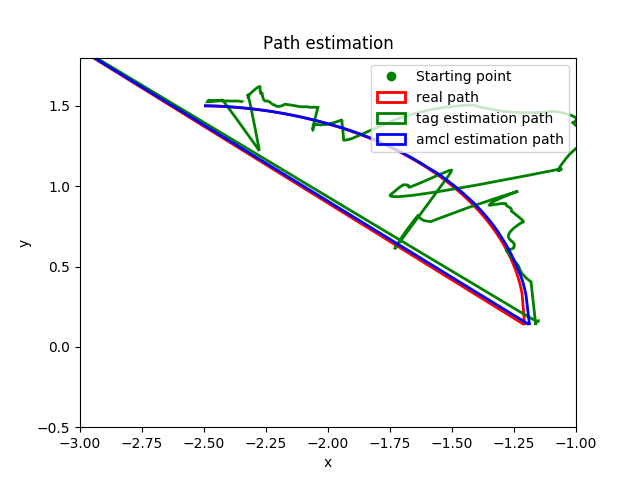 Path estimation
Starting point
real path
tag estimation path
amcl estimation path
1.5
1.0
0.5
0.0
−0.5
y
−3.00
−2.75
−2.50
−2.25
−2.00
−1.75
−1.50
−1.25
−1.00
x